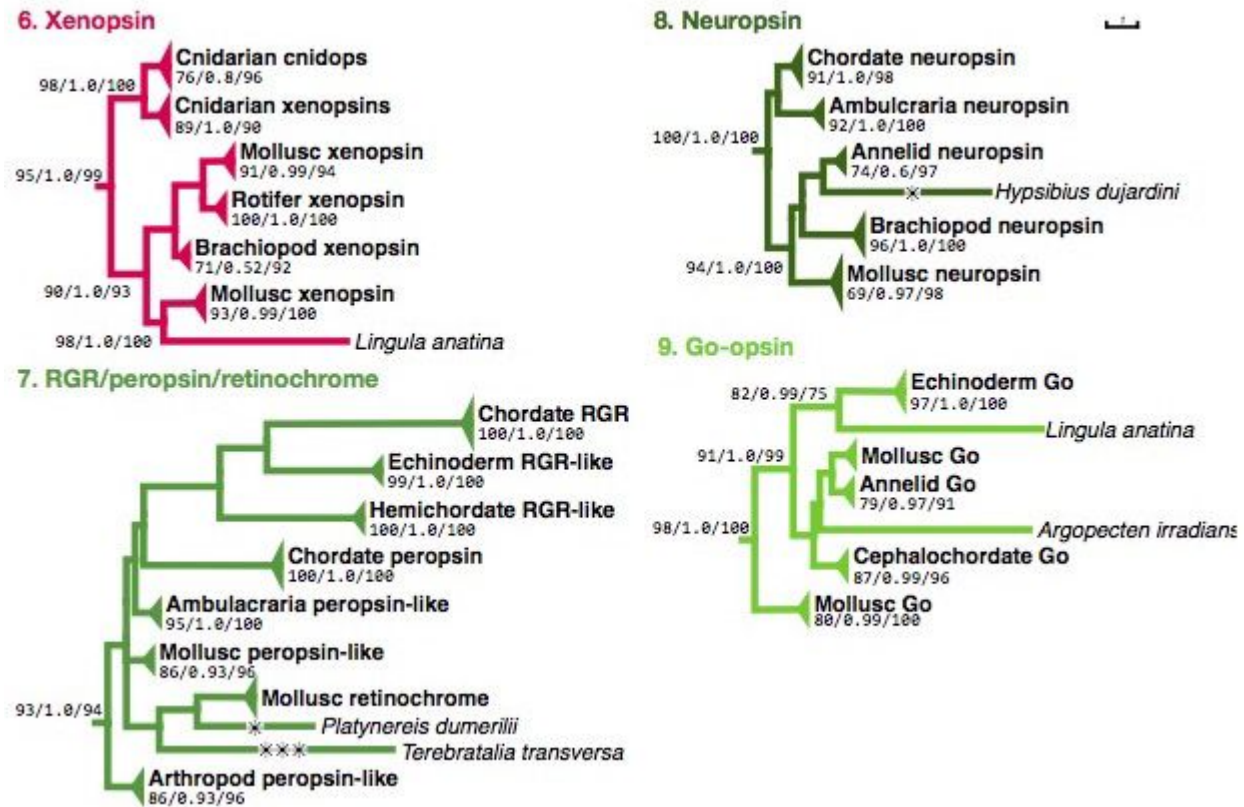 6. Xenopsin
98/1.0/100
Cnidarian cnidops
76/0.8/96
Cnidarian xenopsins
89/1.0/90
95/1.0/99
Mollusc xenopsin
91/0.99/94
Rotifer xenopsin
100/1.0/100
Brachiopod xenopsin
71/0.52/92
90/1.0/93
Mollusc xenopsin
93/0.99/100
98/1.0/100
Lingula anatina
7. RGR/peropsin/retinochrome
Chordate RGR
100/1.0/100
Echinoderm RGR-like
99/1.0/100
Hemichordate RGR-like
100/1.0/100
Chordate peropsin
100/1.0/100
Ambulacraria peropsin-like
95/1.0/100
Mollusc peropsin-like
86/0.93/96
93/1.0/94
Mollusc retinochrome
Platynereis dumerilii
Terebratalia transversa
Arthropod peropsin-like
86/0.93/96
8. Neuropsin
Chordate neuropsin
91/1.0/98
Ambulcraria neuropsin
92/1.0/100
100/1.0/100
Annelid neuropsin
74/0.6/97
Hypsibius dujardini
Brachiopod neuropsin
96/1.0/100
94/1.0/100
Mollusc neuropsin
69/0.97/98
9. Go-opsin
82/0.99/75
Echinoderm Go
97/1.0/100
Lingula anatina
91/1.0/99
Mollusc Go
Annelid Go
79/0.97/91
98/1.0/100
Argopecten irradians
Cephalochordate Go
87/0.99/96
Mollusc Go
80/0.99/100